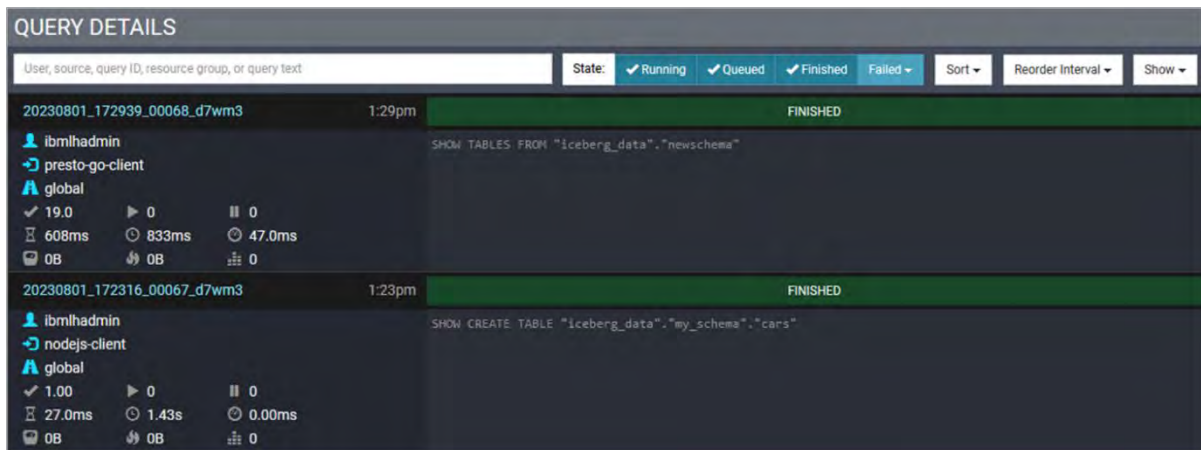 QUERY DETAILS
User, source, query ID, resource group, or query text
State: Running Queued Finished Failed Sort Reorder Interval Show
20230801_172939_00068_d7wm3 1:29pm FINISHED
ibmlhadmin SHOW TABLES FROM "iceberg_data"."newschema"
presto-go-client
global
19.0 0 0
608ms 833ms 47.0ms
0B 0B 0
20230801_172316_00067_d7wm3 1:23pm FINISHED
ibmlhadmin SHOW CREATE TABLE "iceberg_data"."my_schema"."cars"
nodejs-client
global
1.00 0 0
27.0ms 1.43s 0.00ms
0B 0B 0